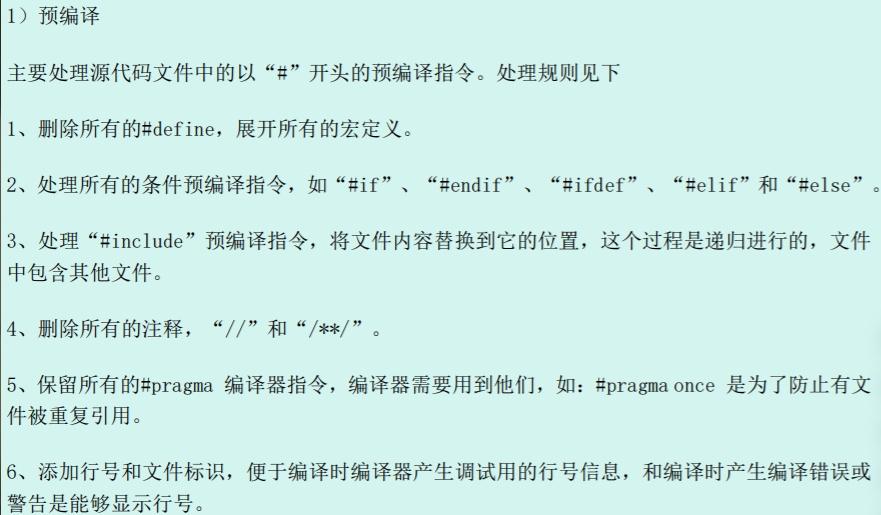 1）预编译
主要处理源代码文件中的以“#”开头的预编译指令。处理规则见下
1、删除所有的#define，展开所有的宏定义。
2、处理所有的条件预编译指令，如“#if”、“#endif”、“#ifdef”、“#elif”和“#else”。
3、处理“#include”预编译指令，将文件内容替换到它的位置，这个过程是递归进行的，文件
中包含其他文件。
4、删除所有的注释，“//”和“/**/”。
5、保留所有的#pragma 编译器指令，编译器需要用到他们，如：#pragma once 是为了防止有文
件被重复引用。
6、添加行号和文件标识，便于编译时编译器产生调试用的行号信息，和编译时产生编译错误或
警告是能够显示行号。